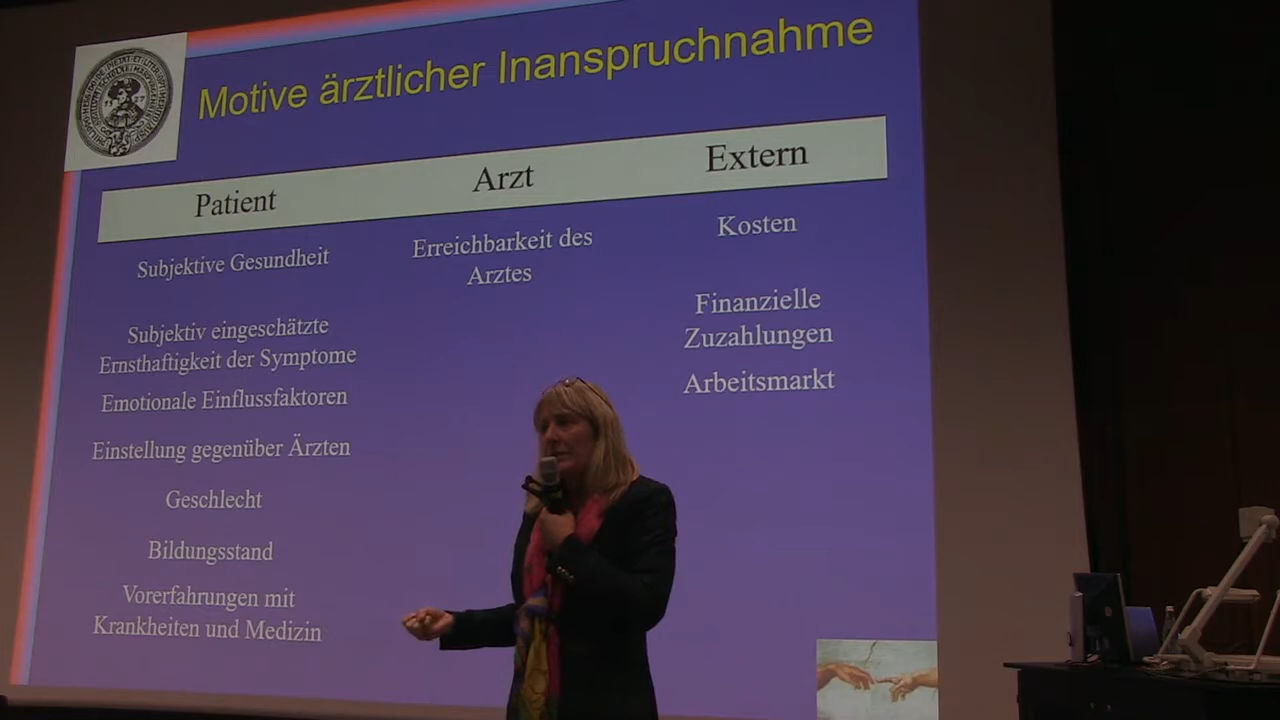 Motive ärztlicher Inanspruchnahme
Patient
Arzt
Extern
Subjektive Gesundheit
Erreichbarkeit des
Arztes
Kosten
Subjektiv eingeschätzte
Ernsthaftigkeit der Symptome
Finanzielle
Zuzahlungen
Emotionale Einflussfaktoren
Arbeitsmarkt
Einstellung gegenüber Ärzten
Geschlecht
Bildungsstand
Vorerfahrungen mit
Krankheiten und Medizin